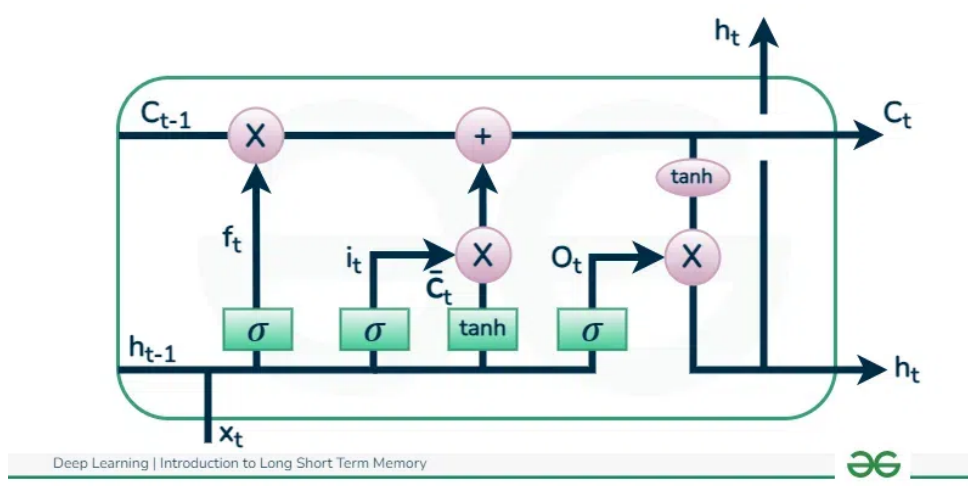 hₜ
Cₜ₋₁
X
+
Cₜ
tanh
fₜ
iₜ
X
Oₜ
X
C̄ₜ
σ
σ
tanh
σ
hₜ₋₁
hₜ
xₜ
Deep Learning | Introduction to Long Short Term Memory